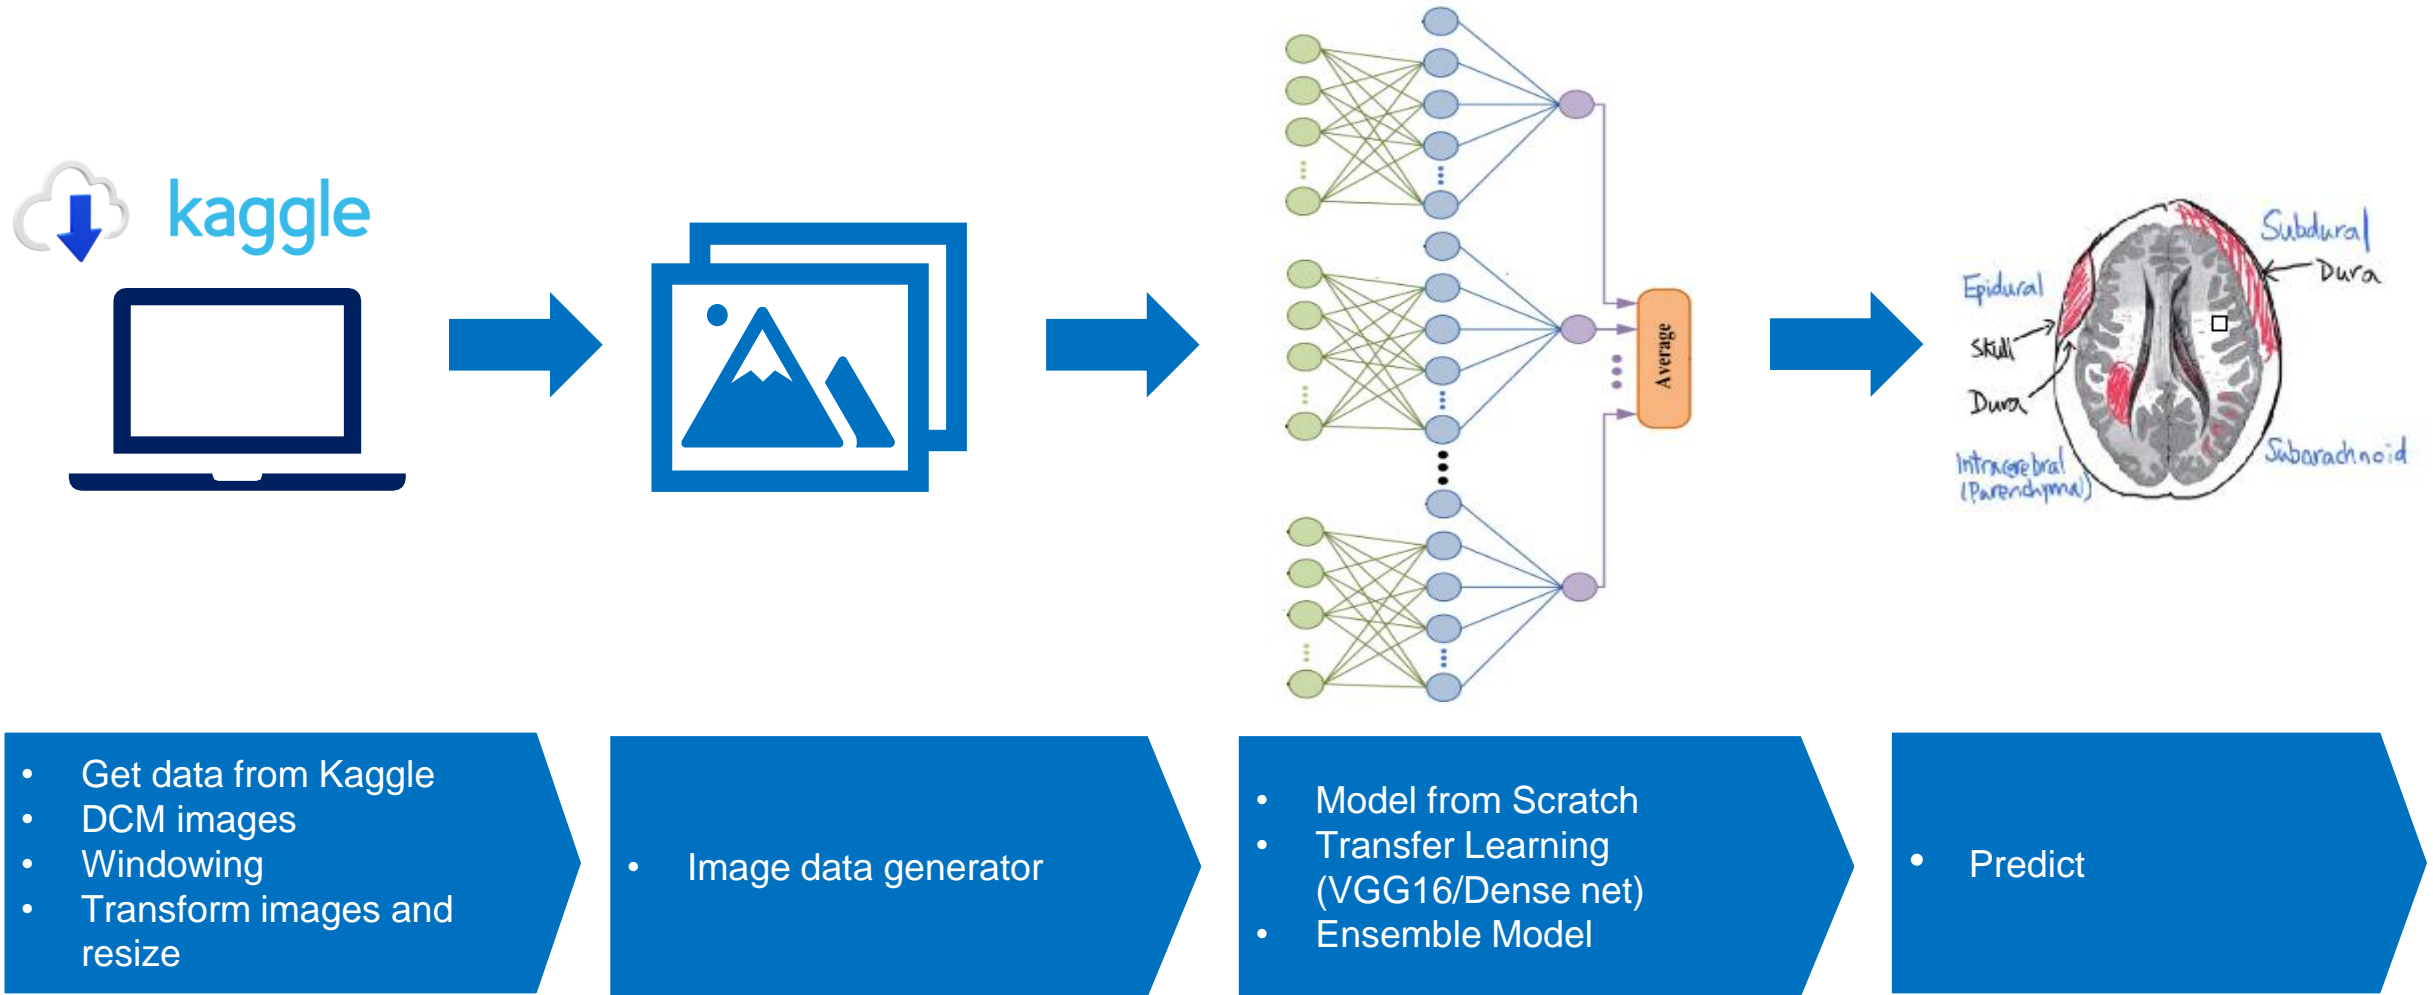 kaggle
Average
Subdural
Dura
Epidural
Skull
Dura
Intracerebral
(Parenchymal)
Subarachnoid
• Get data from Kaggle
• DCM images
• Windowing
• Transform images and
resize
• Image data generator
• Model from Scratch
• Transfer Learning
(VGG16/Dense net)
• Ensemble Model
• Predict